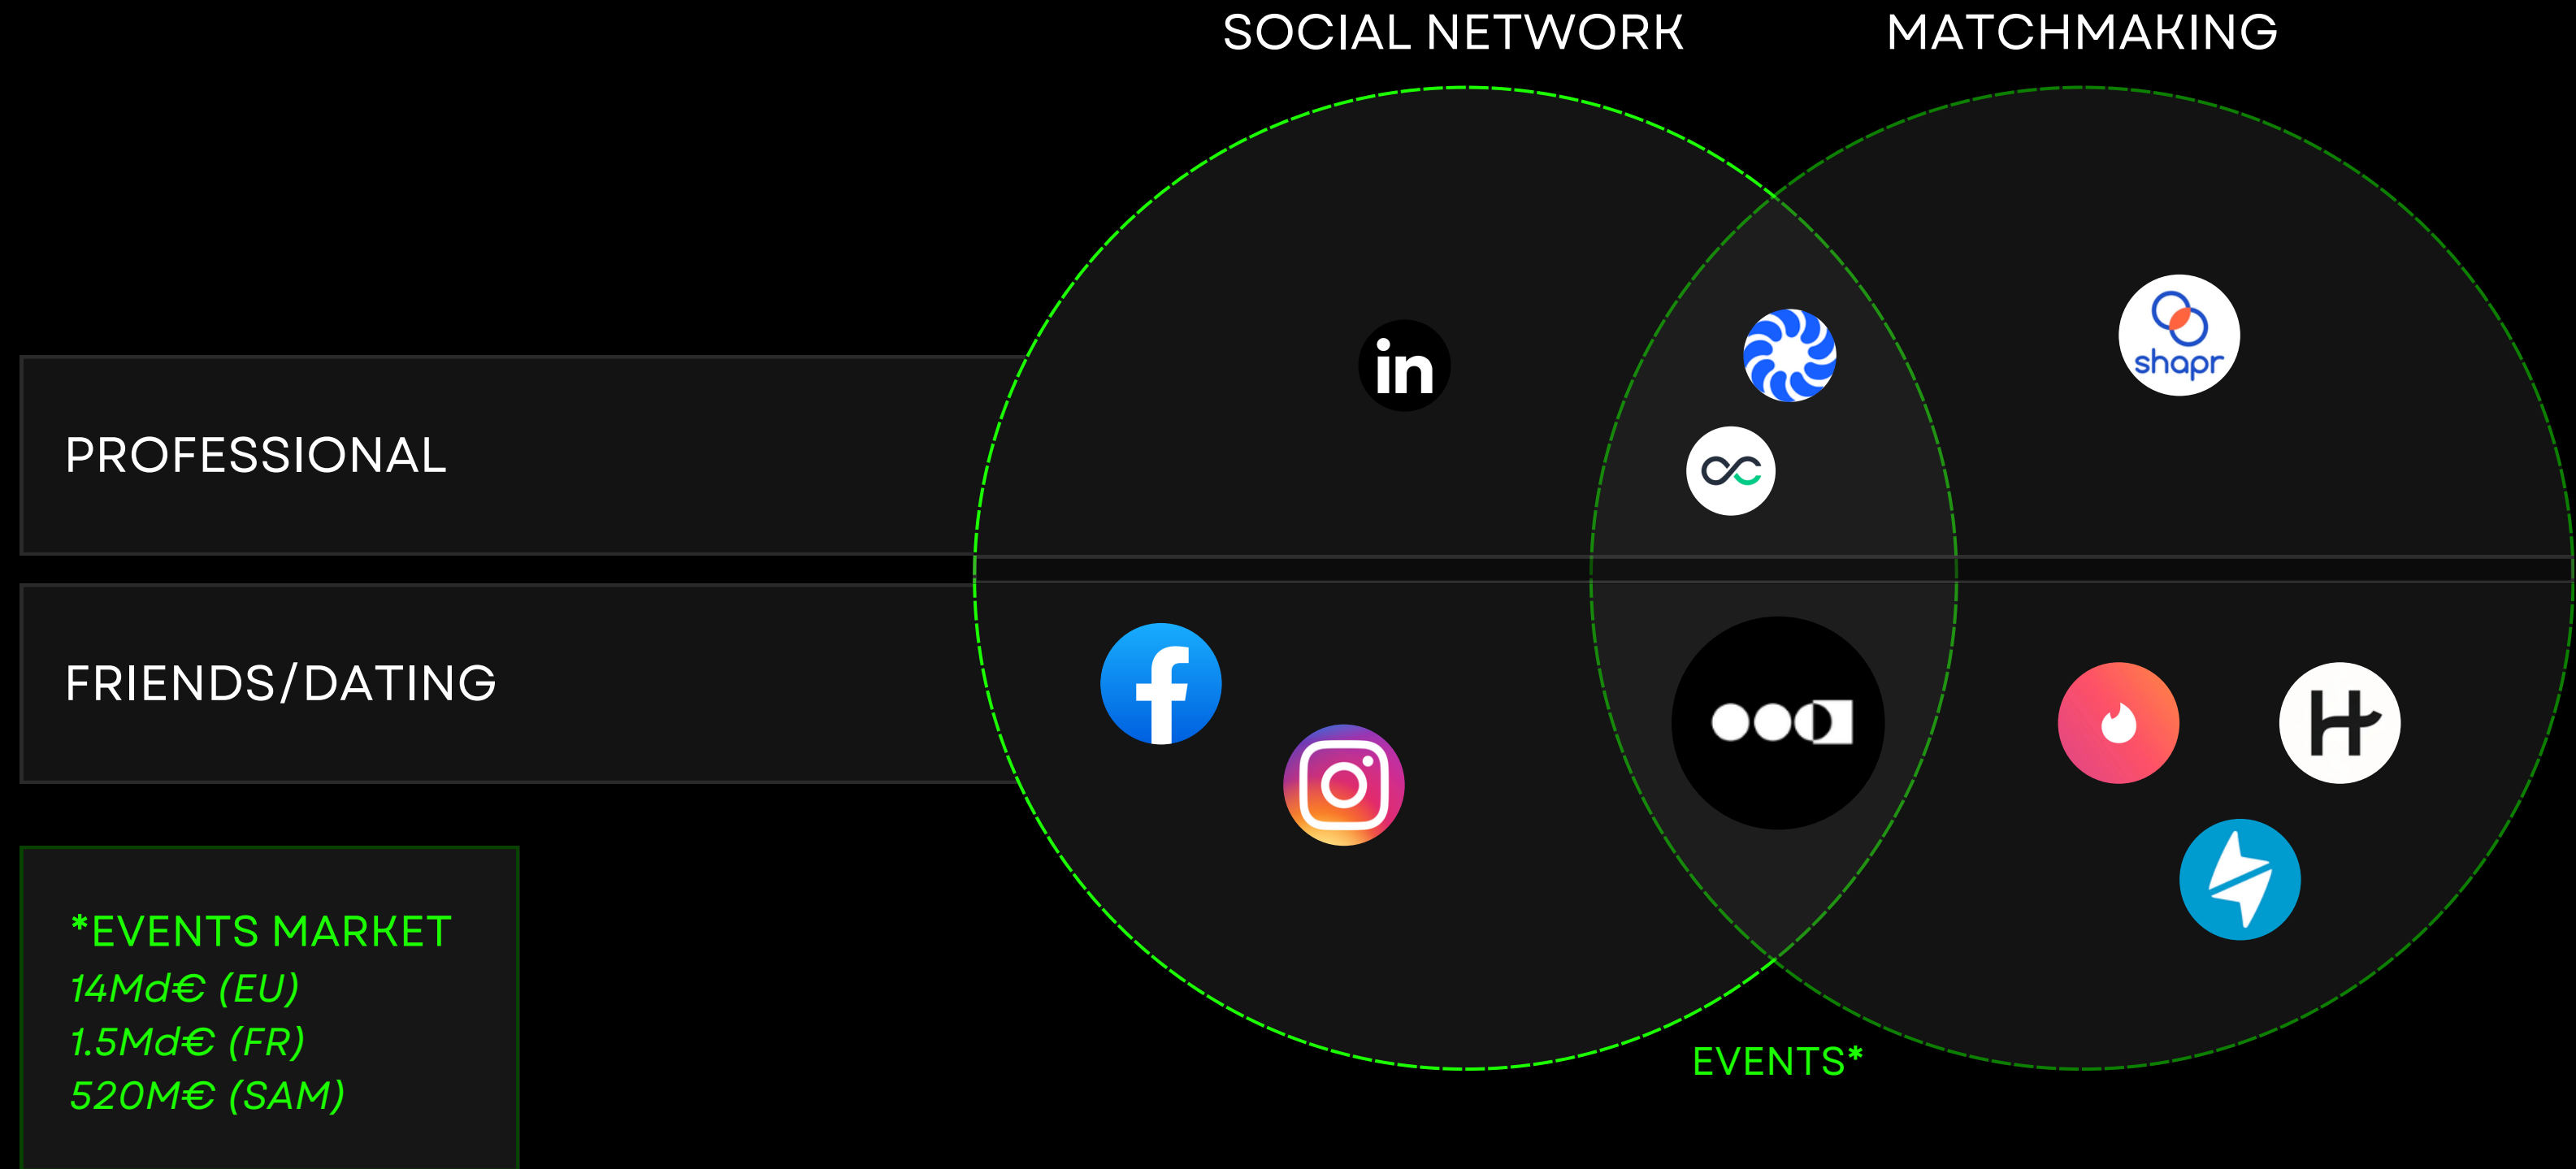 SOCIAL NETWORK
MATCHMAKING
in
shapr
PROFESSIONAL
FRIENDS/DATING
f
H
*EVENTS MARKET
14Md€ (EU)
1.5Md€ (FR)
520M€ (SAM)
EVENTS*